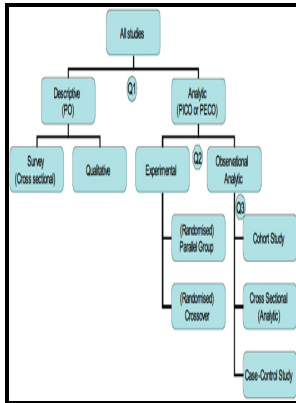 All studies
Q1
Descriptive
(PO)
Analytic
(PICO or PECO)
Survey
(Cross sectional)
Qualitative
Experimental
Q2
Observational
Analytic
Q3
(Randomised)
Parallel Group
Cohort Study
(Randomised)
Crossover
Cross Sectional
(Analytic)
Case-Control Study